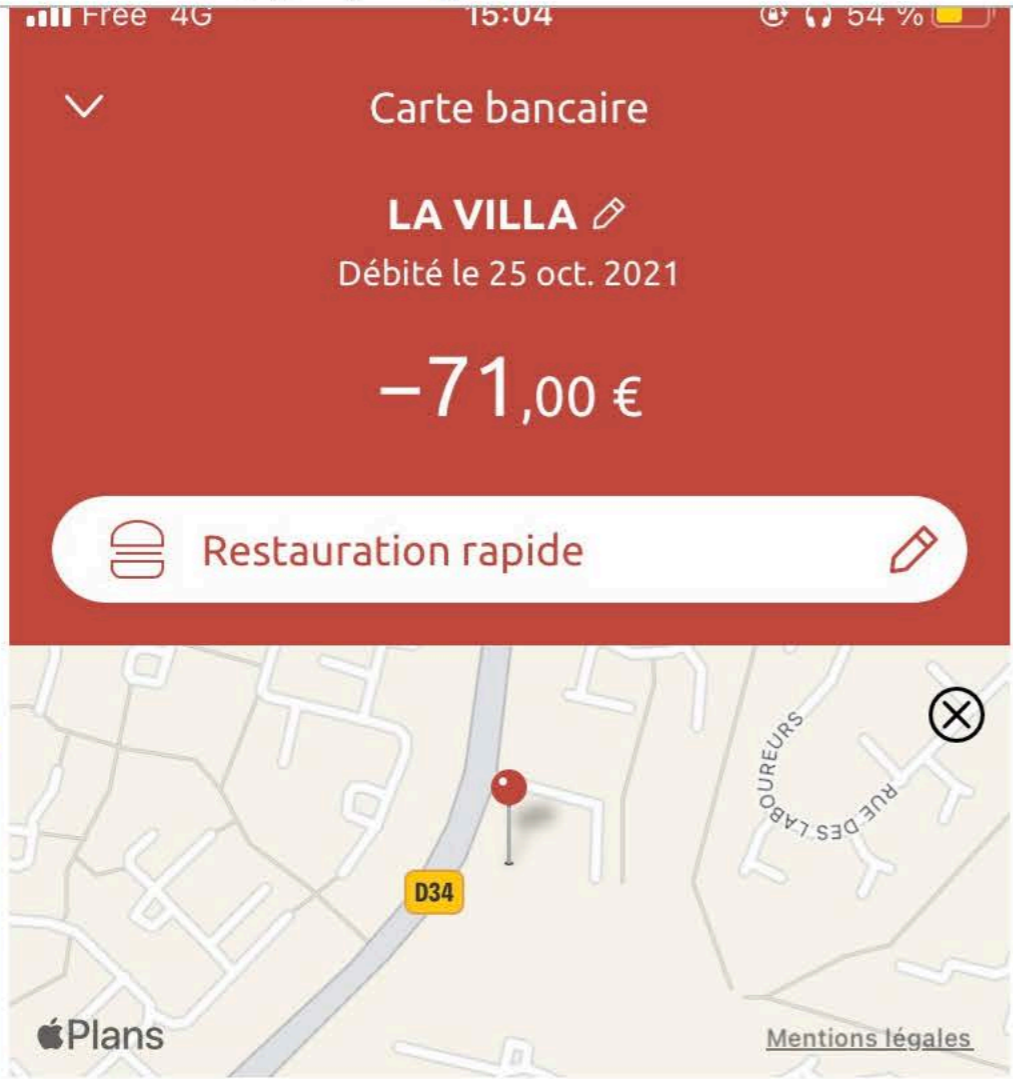 Free 4G 15:04 54 %
Carte bancaire
LA VILLA
Débité le 25 oct. 2021
−71,00 €
Restauration rapide
RUE DES LABOUREURS
D34
Plans
Mentions légales